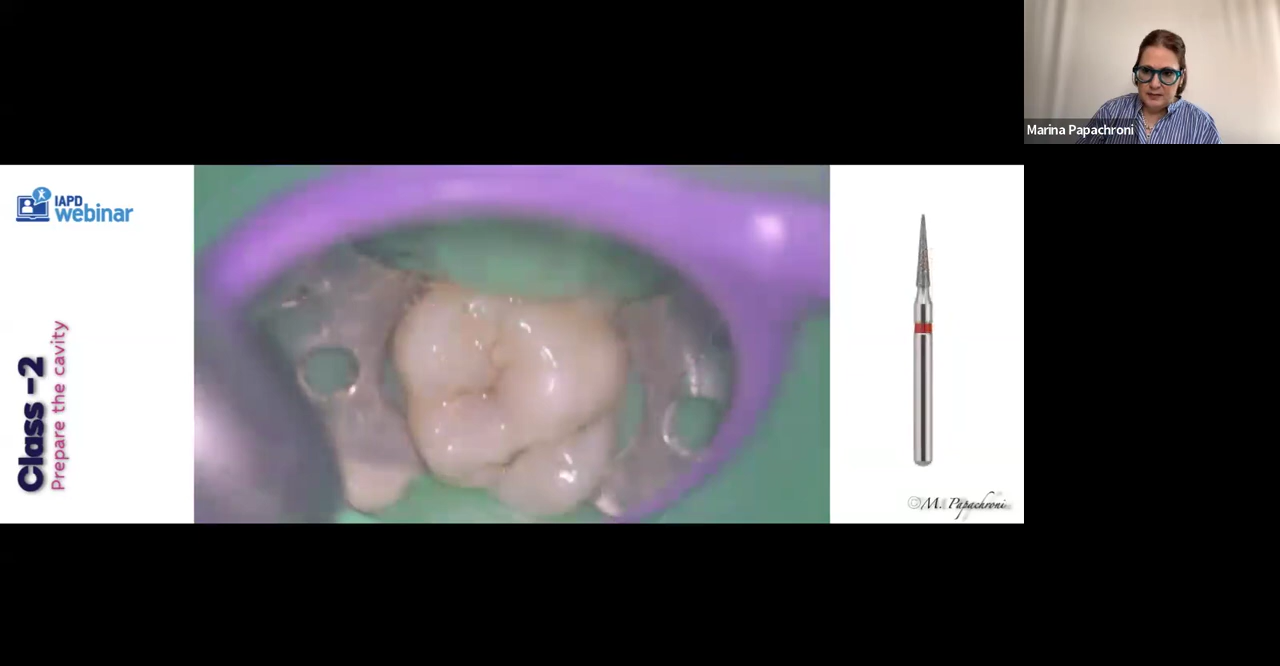 Marina Papachroni
IAPD
webinar
Class -2
Prepare the cavity
©M. Papachroni